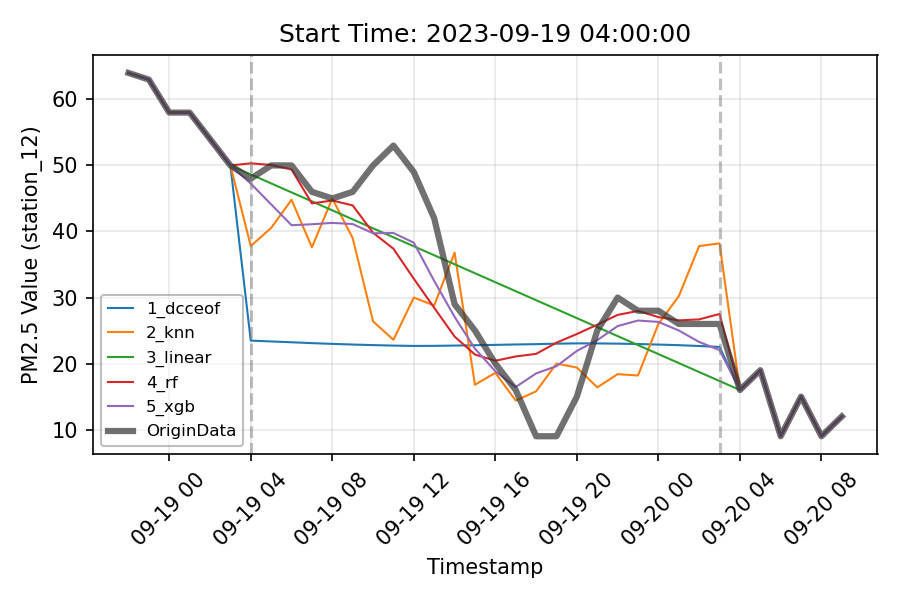 Start Time: 2023-09-19 04:00:00
PM2.5 Value (station_12)
60
50
40
30
20
10
1_dcceof
2_knn
3_linear
4_rf
5_xgb
OriginData
09-19 00
09-19 04
09-19 08
09-19 12
09-19 16
09-19 20
09-20 00
09-20 04
09-20 08
Timestamp